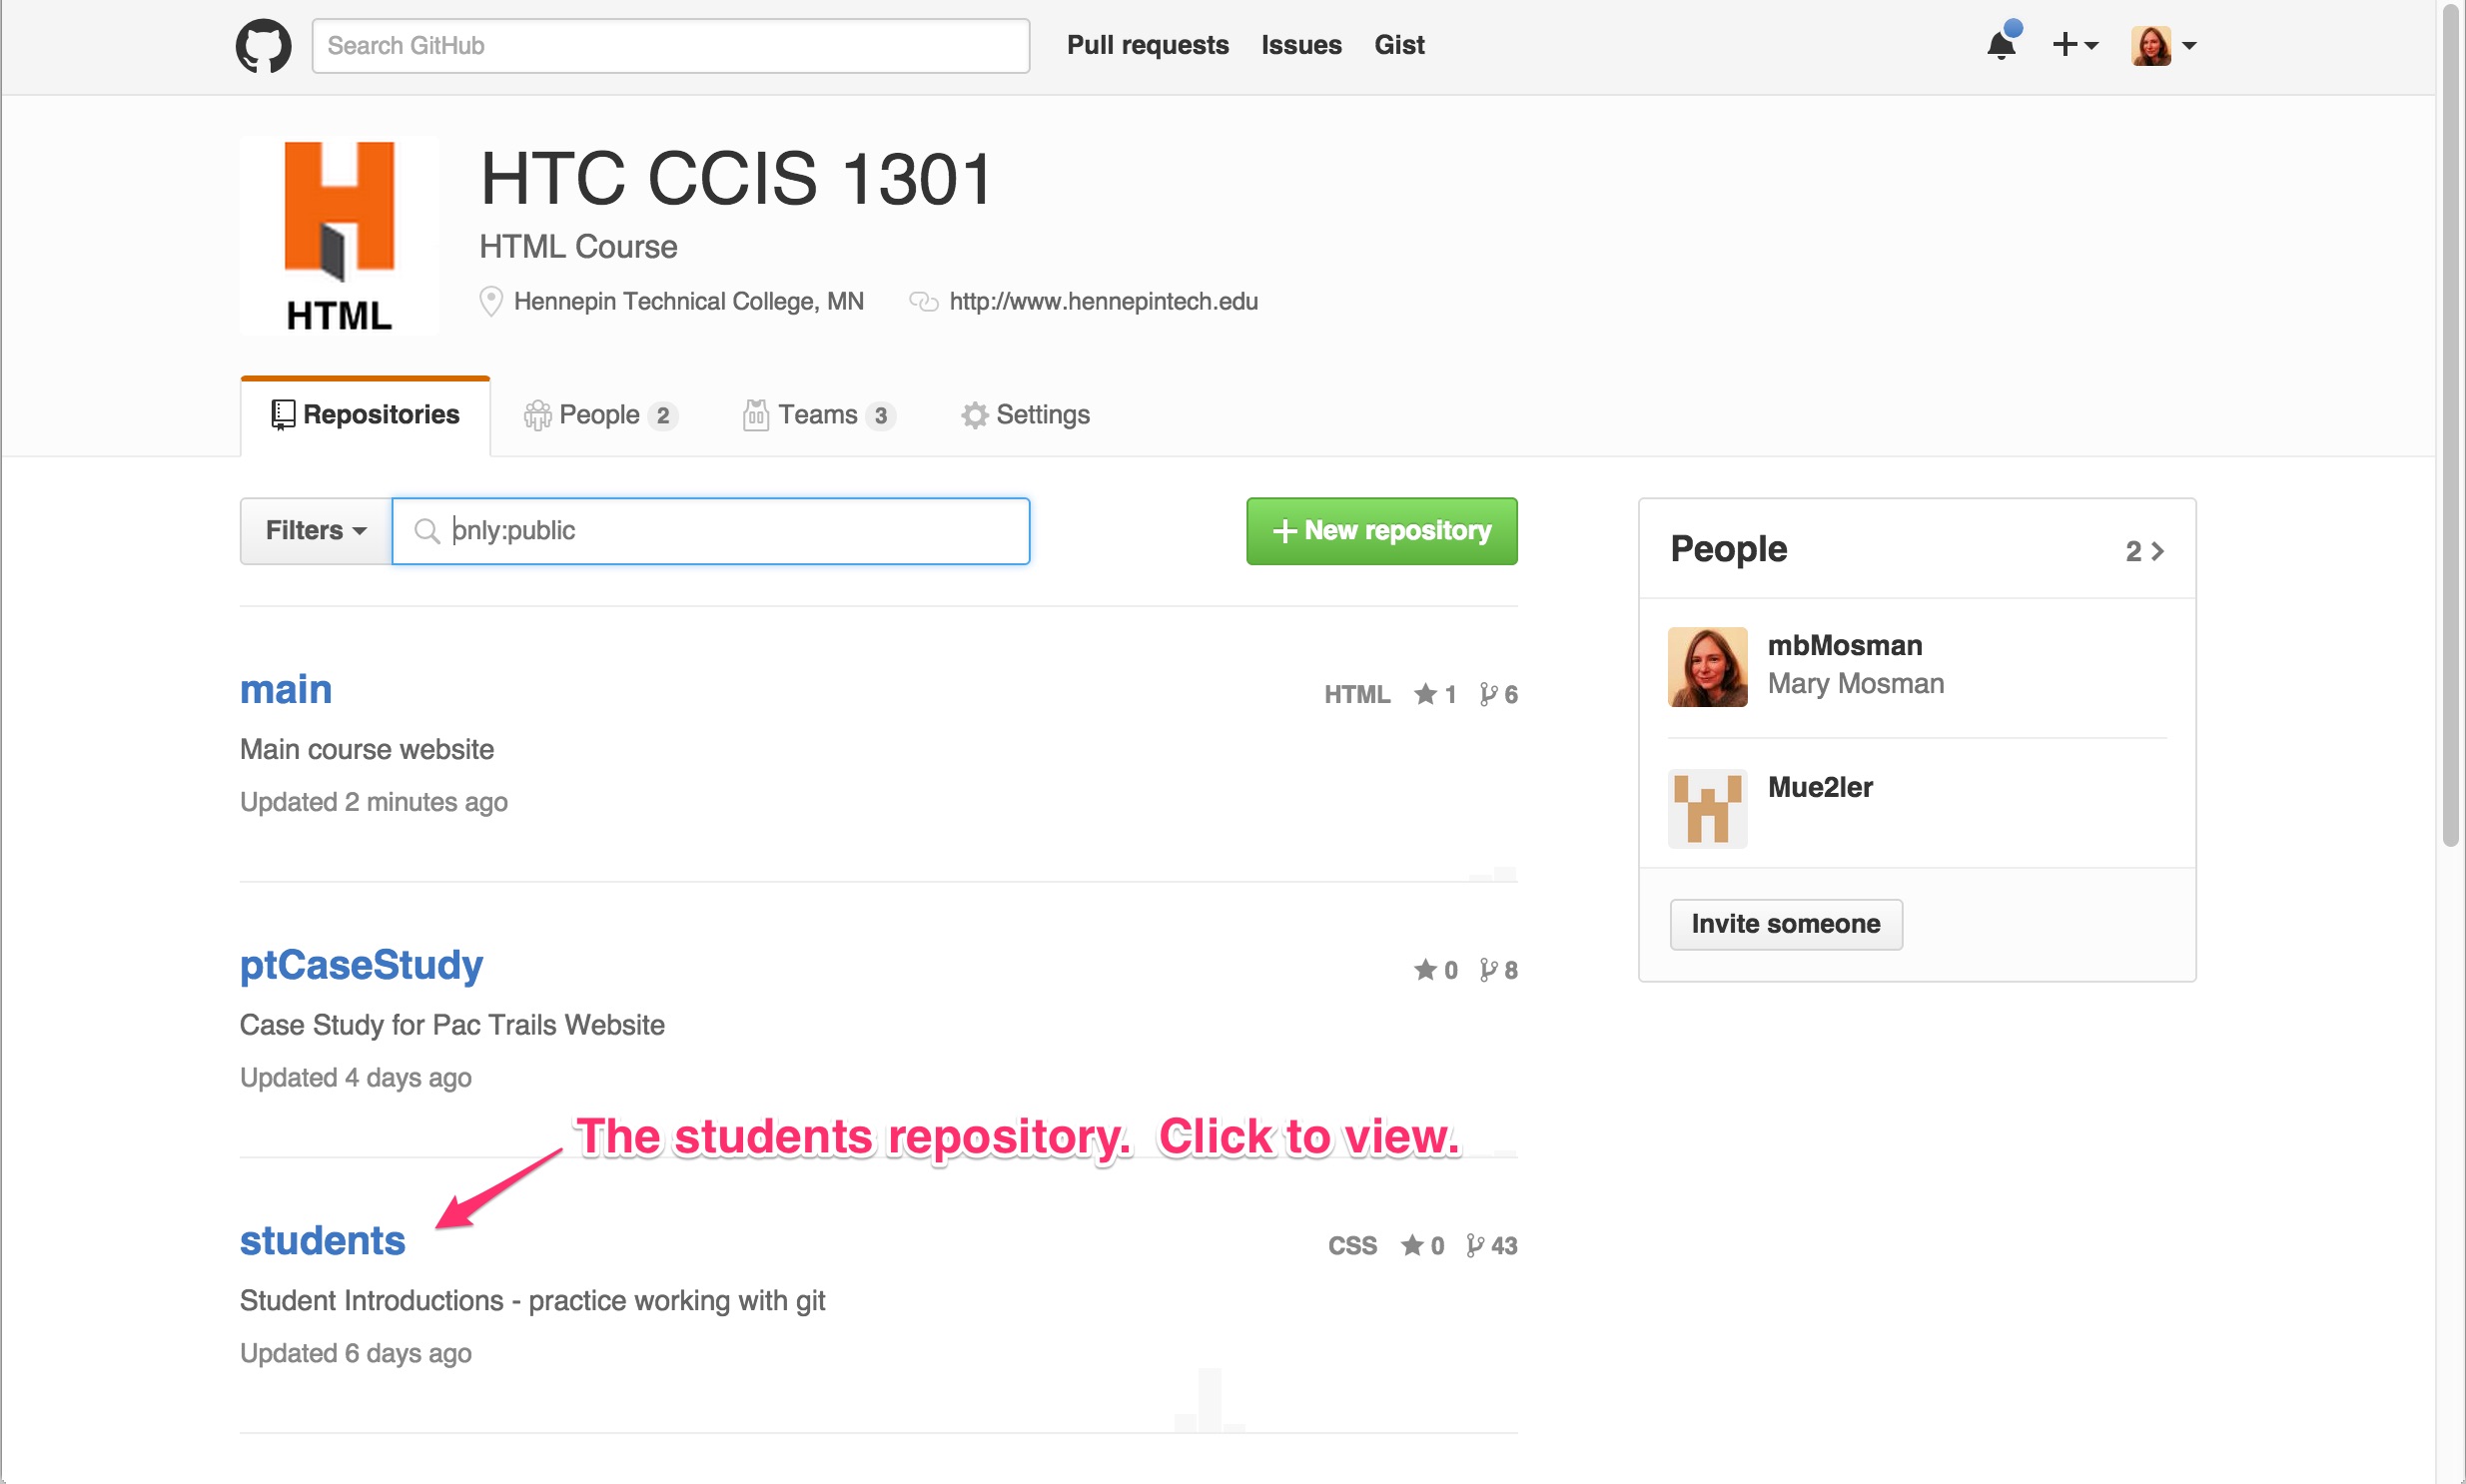 Search GitHub
Pull requests Issues Gist
HTC CCIS 1301
HTML Course
Hennepin Technical College, MN http://www.hennepintech.edu
HTML
Repositories People 2 Teams 3 Settings
Filters only:public
New repository
People 2
mbMosman
Mary Mosman
Mue2ler
Invite someone
main
HTML 1 6
Main course website
Updated 2 minutes ago
ptCaseStudy
0 8
Case Study for Pac Trails Website
Updated 4 days ago
The students repository. Click to view.
students
CSS 0 43
Student Introductions - practice working with git
Updated 6 days ago